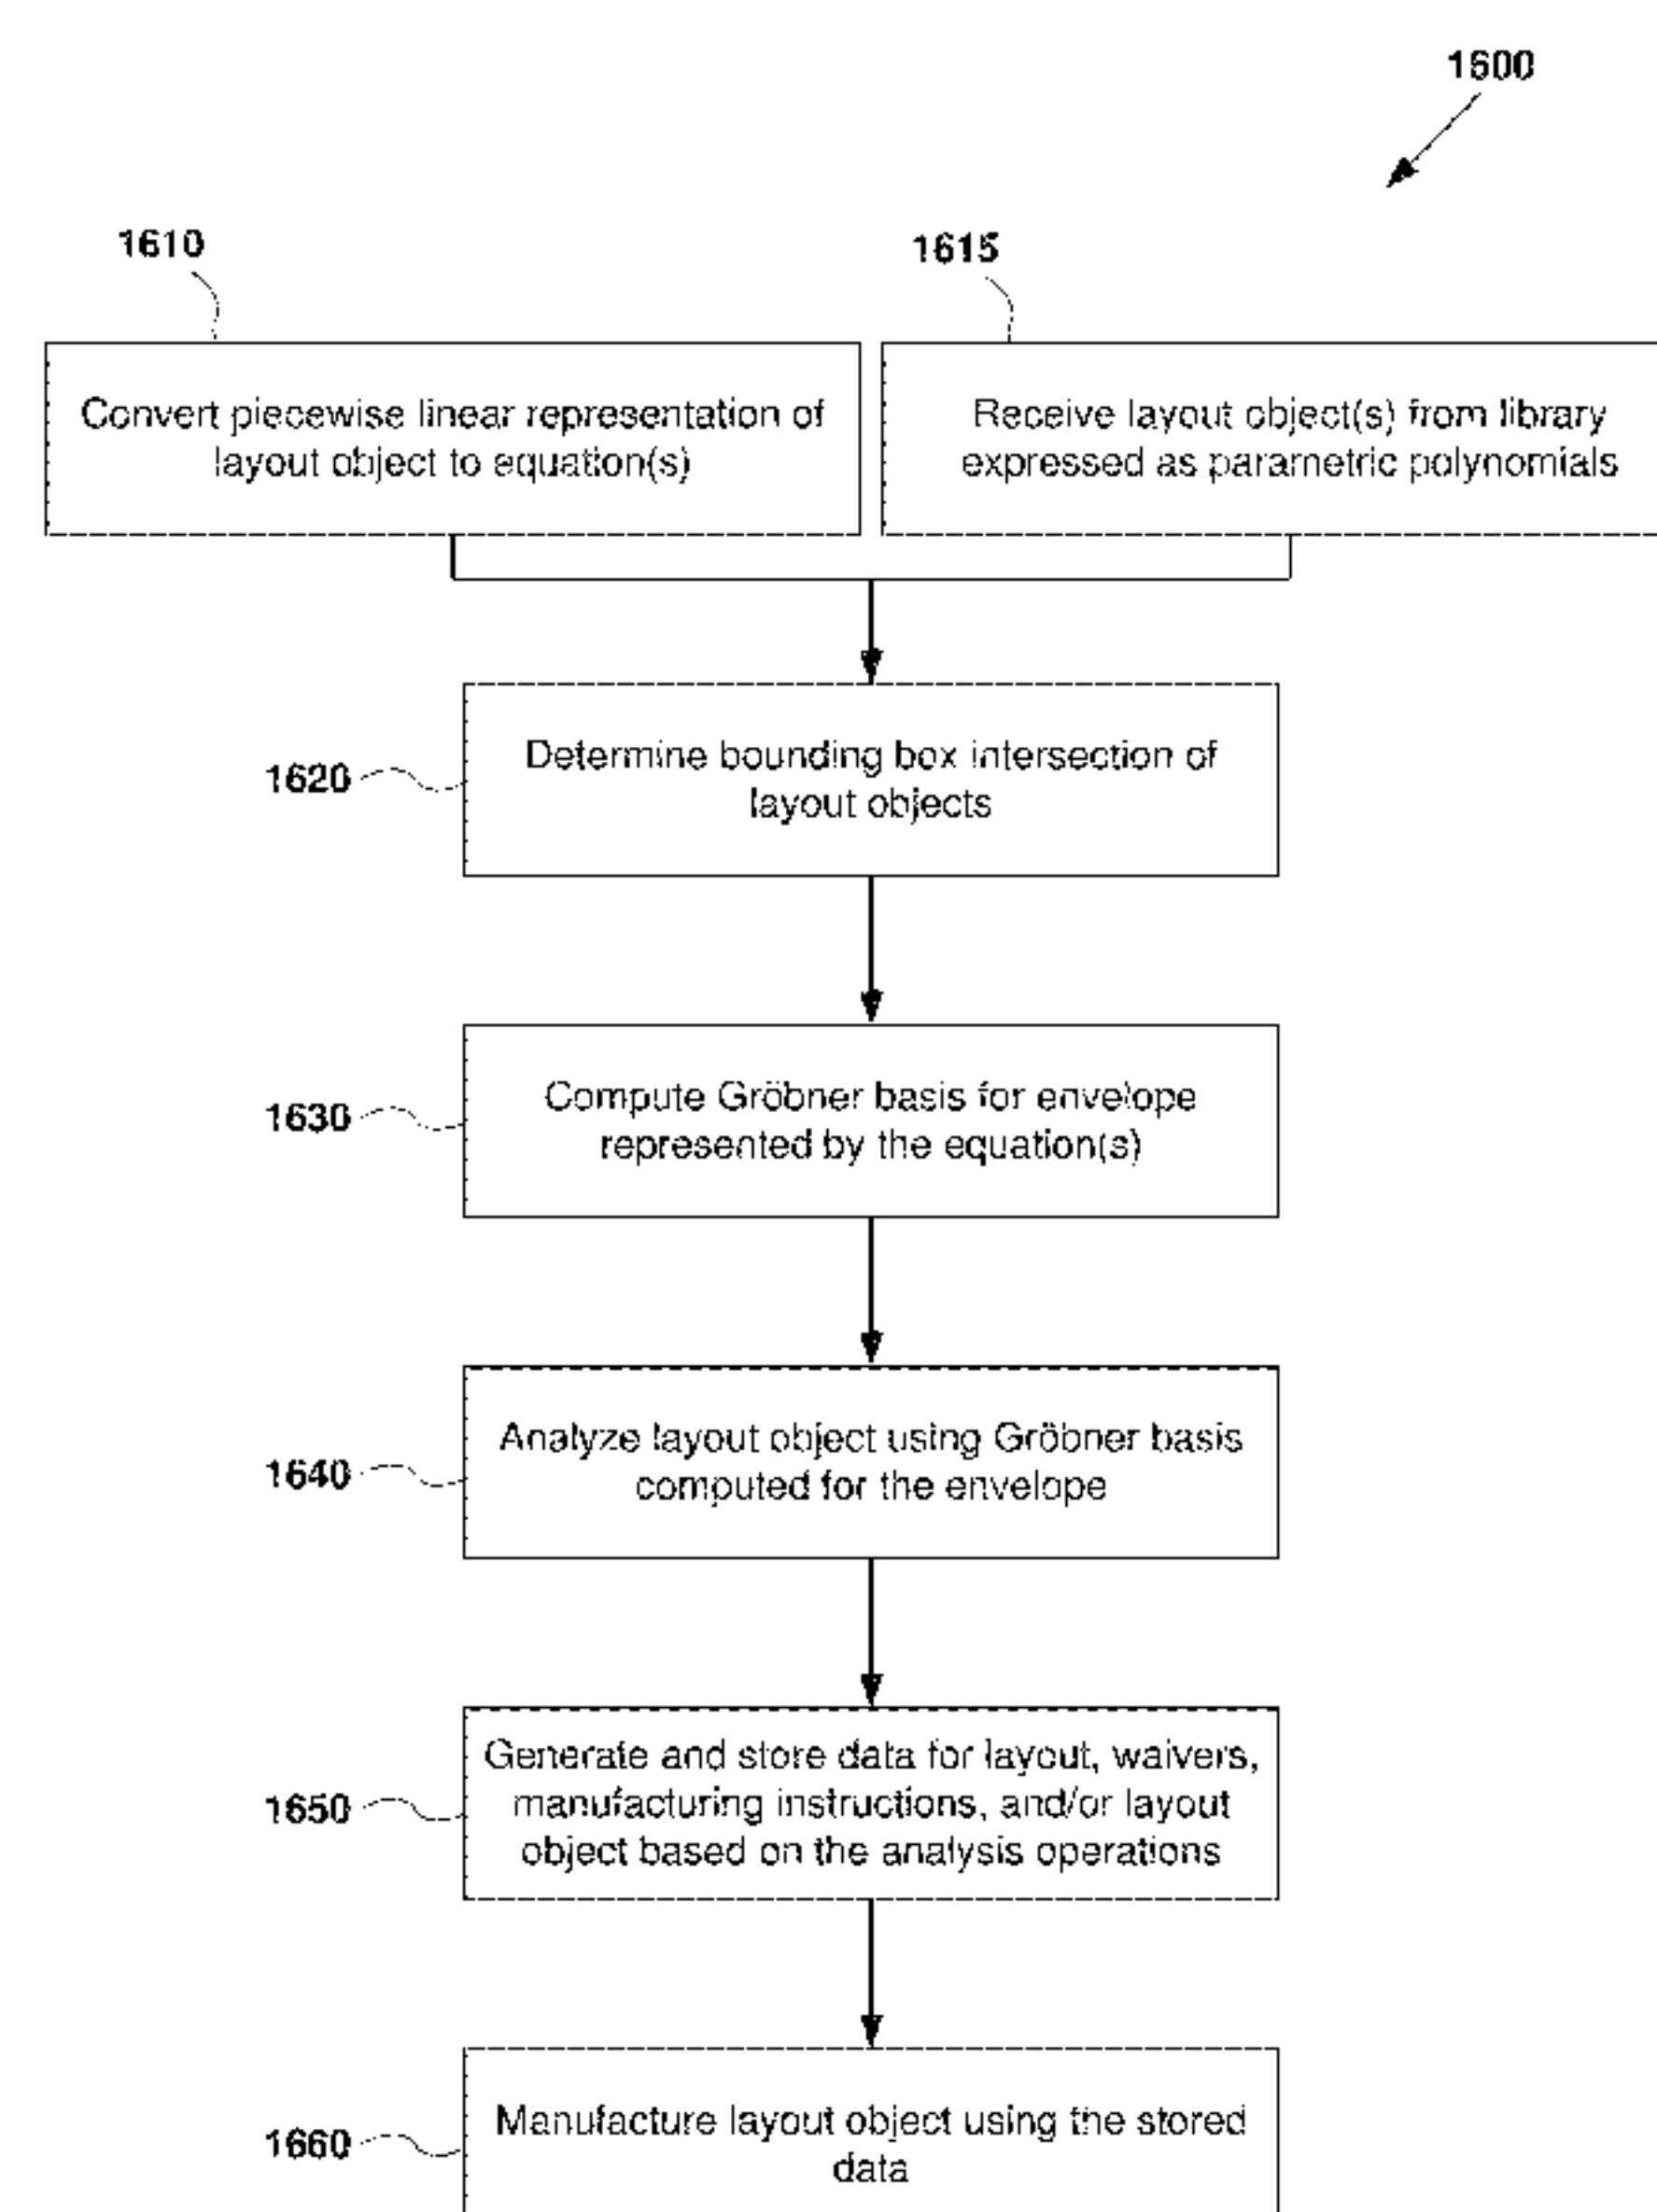 1600
1610
1615
Convert piecewise linear representation of
layout object to equation(s)
Receive layout object(s) from library
expressed as parametric polynomials
1620
Determine bounding box intersection of
layout objects
1630
Compute Gröbner basis for envelope
represented by the equation(s)
1640
Analyze layout object using Gröbner basis
computed for the envelope
1650
Generate and store data for layout, waivers,
manufacturing instructions, and/or layout
object based on the analysis operations
1660
Manufacture layout object using the stored
data